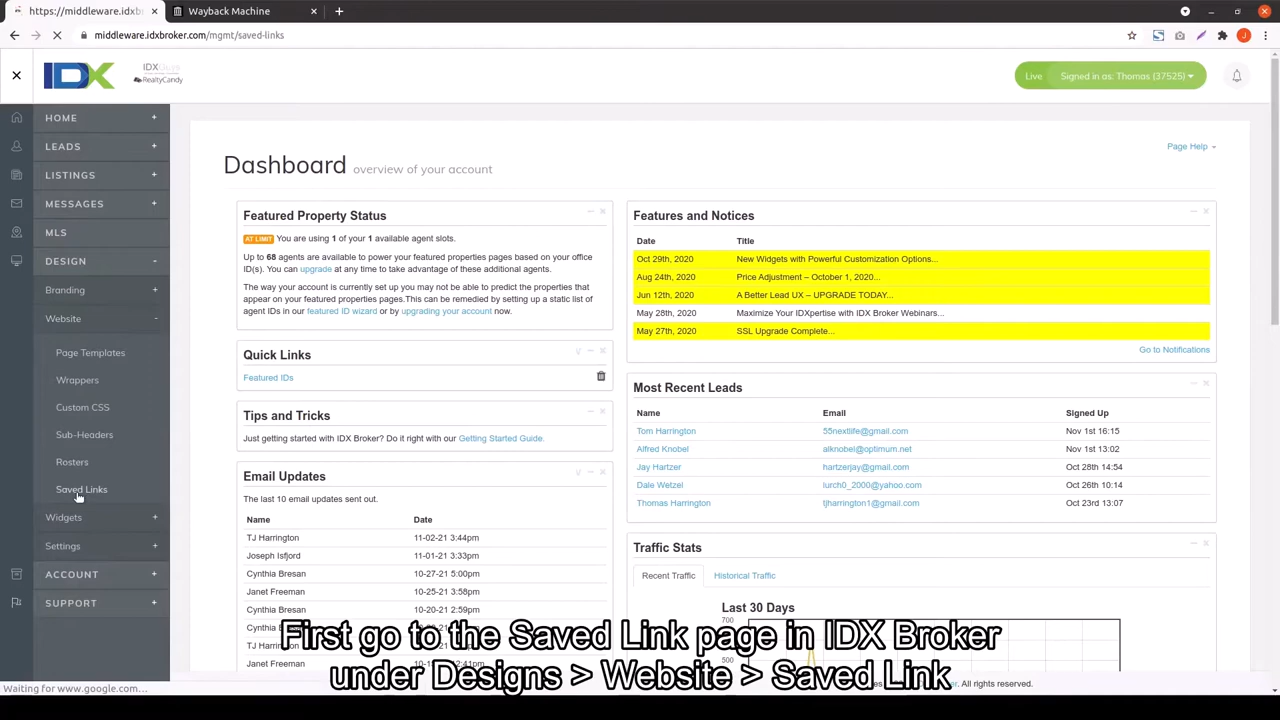 https://middleware.idxb
Wayback Machine
middleware.idxbroker.com/mgmt/saved-links
J
IDX
IDXGuys
RealtyCandy
Live Signed in as: Thomas (37525)
HOME +
LEADS +
LISTINGS +
MESSAGES +
MLS
DESIGN -
Branding +
Website -
Page Templates
Wrappers
Custom CSS
Sub-Headers
Rosters
Saved Links
Widgets +
Settings +
ACCOUNT +
SUPPORT +
Page Help
Dashboard overview of your account
Featured Property Status
AT LIMIT You are using 1 of your 1 available agent slots.
Up to 68 agents are available to power your featured properties pages based on your office
ID(s). You can upgrade at any time to take advantage of these additional agents.
The way your account is currently set up you may not be able to predict the properties that
appear on your featured properties pages.This can be remedied by setting up a static list of
agent IDs in our featured ID wizard or by upgrading your account now.
Quick Links
Featured IDs
Tips and Tricks
Just getting started with IDX Broker? Do it right with our Getting Started Guide.
Email Updates
The last 10 email updates sent out.
Name Date
TJ Harrington 11-02-21 3:44pm
Joseph Isfjord 11-01-21 3:33pm
Cynthia Bresan 10-27-21 5:00pm
Janet Freeman 10-25-21 3:58pm
Cynthia Bresan 10-20-21 2:59pm
TJ Harrin
Janet Freeman
Features and Notices
Date Title
Oct 29th, 2020 New Widgets with Powerful Customization Options...
Aug 24th, 2020 Price Adjustment – October 1, 2020...
Jun 12th, 2020 A Better Lead UX – UPGRADE TODAY...
May 28th, 2020 Maximize Your IDXpertise with IDX Broker Webinars...
May 27th, 2020 SSL Upgrade Complete...
Go to Notifications
Most Recent Leads
Name Email Signed Up
Tom Harrington 55nextlife@gmail.com Nov 1st 16:15
Alfred Knobel alknobel@optimum.net Nov 1st 13:02
Jay Hartzer hartzerjay@gmail.com Oct 28th 14:54
Dale Wetzel iurch0_2000@yahoo.com Oct 26th 10:14
Thomas Harrington tjharrington1@gmail.com Oct 23rd 13:07
Traffic Stats
Recent Traffic Historical Traffic
Last 30 Days
700
500
All rights reserved.
Waiting for www.google.com...
First go to the Saved Link page in IDX Broker
under Designs > Website > Saved Link